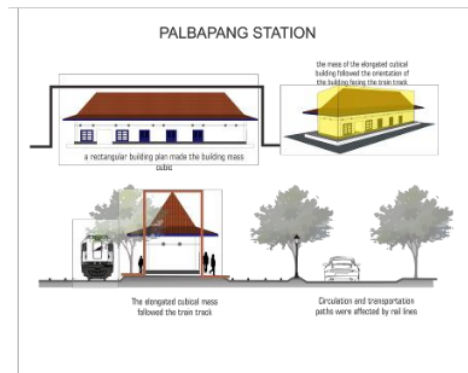 PALBAPANG STATION
the mass of the elongated cubical
building followed the orientation of
the building facing the train track
a rectangular building plan made the building mass
cubic
The elongated cubical mass
followed the train track
Circulation and transportation
paths were affected by rail lines